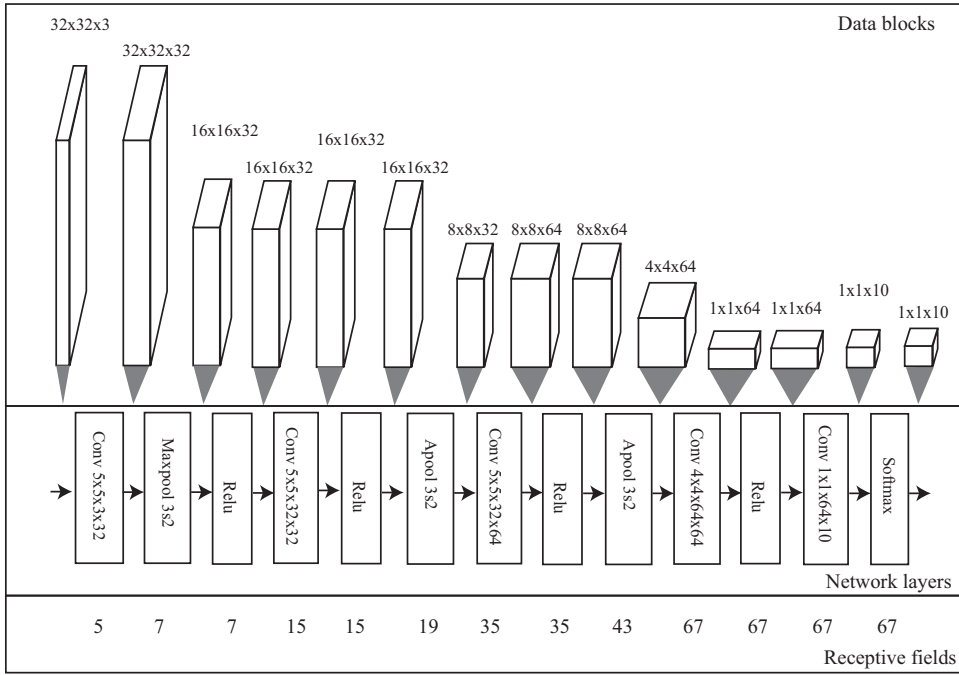 Data blocks
32x32x3
32x32x32
16x16x32
16x16x32
16x16x32
16x16x32
8x8x32
8x8x64
8x8x64
4x4x64
1x1x64
1x1x64
1x1x10
1x1x10
Conv 5x5x3x32
Maxpool 3s2
Relu
Conv 5x5x32x32
Relu
Apool 3s2
Conv 5x5x32x64
Relu
Apool 3s2
Conv 4x4x64x64
Relu
Conv 1x1x64x10
Softmax
Network layers
5 7 7 15 15 19 35 35 43 67 67 67 67
Receptive fields